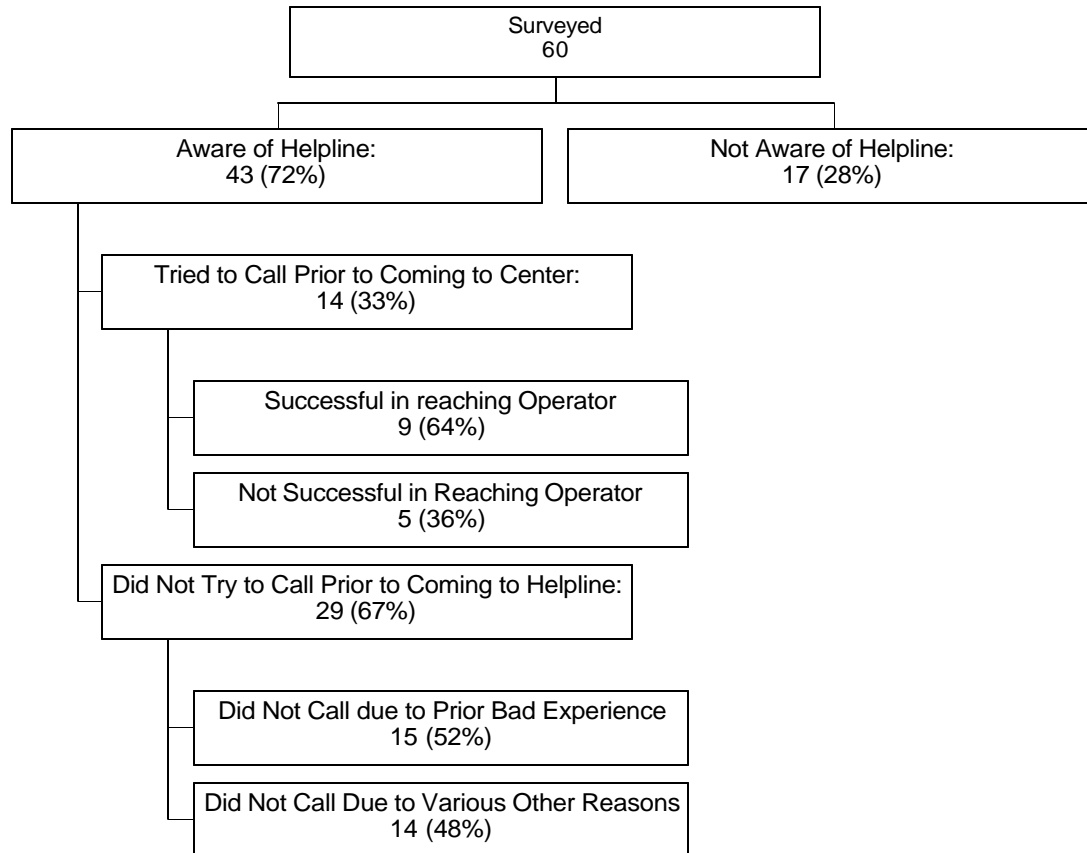 Surveyed
60
Aware of Helpline:
43 (72%)
Not Aware of Helpline:
17 (28%)
Tried to Call Prior to Coming to Center:
14 (33%)
Successful in reaching Operator
9 (64%)
Not Successful in Reaching Operator
5 (36%)
Did Not Try to Call Prior to Coming to Helpline:
29 (67%)
Did Not Call due to Prior Bad Experience
15 (52%)
Did Not Call Due to Various Other Reasons
14 (48%)